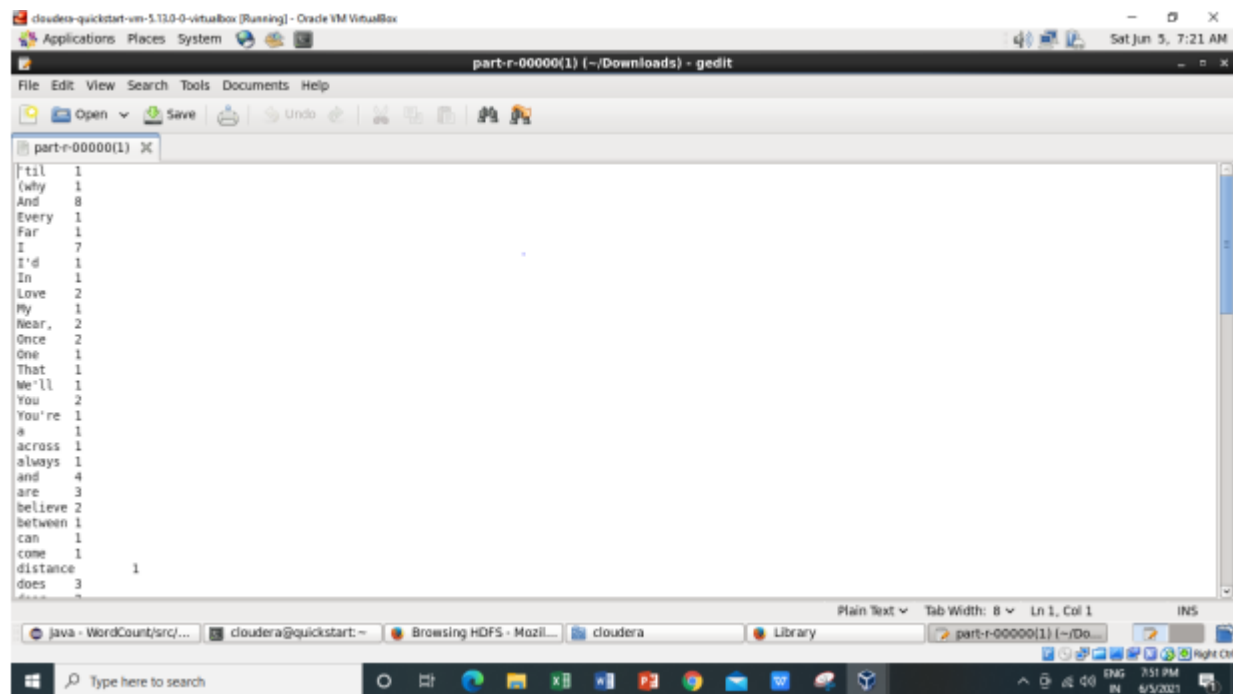 cloudera-quickstart-vm-5.13.0-0-virtualbox [Running] - Oracle VM VirtualBox
Applications Places System Sat Jun 5, 7:21 AM
part-r-00000(1) (~/Downloads) - gedit
File Edit View Search Tools Documents Help
Open Save Undo
part-r-00000(1)
'til 1
(why 1
And 8
Every 1
Far 1
I 7
I'd 1
In 1
Love 2
My 1
Near, 2
Once 2
One 1
That 1
We'll 1
You 2
You're 1
a 1
across 1
always 1
and 4
are 3
believe 2
between 1
can 1
come 1
distance 1
does 3
Plain Text Tab Width: 8 Ln 1, Col 1 INS
Java - WordCount/src/... cloudera@quickstart:~ Browsing HDFS - Mozil... cloudera Library part-r-00000(1) (~/Do...
Right Ctrl
Type here to search ENG 7:51 PM
IN 6/5/2021